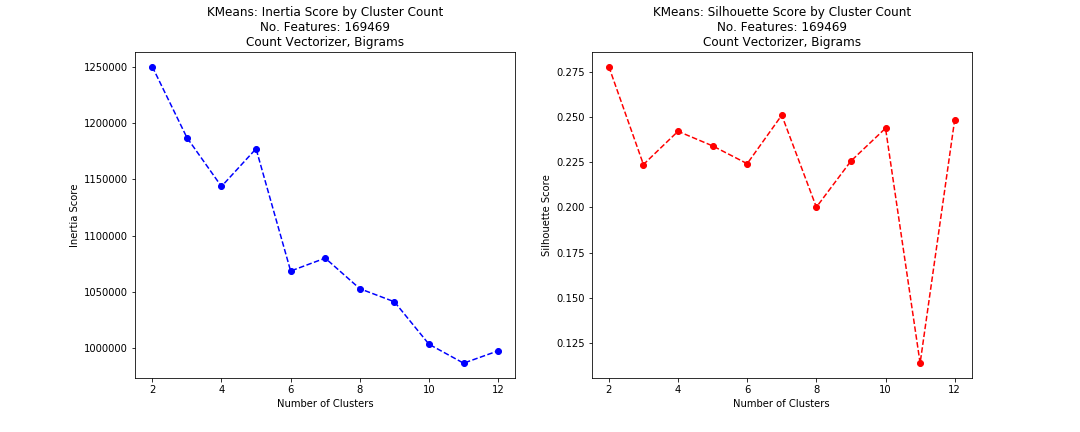 KMeans: Inertia Score by Cluster Count
No. Features: 169469
Count Vectorizer, Bigrams
1250000
1200000
1150000
1100000
1050000
1000000
Inertia Score
2
4
6
8
10
12
Number of Clusters
KMeans: Silhouette Score by Cluster Count
No. Features: 169469
Count Vectorizer, Bigrams
0.275
0.250
0.225
0.200
0.175
0.150
0.125
Silhouette Score
2
4
6
8
10
12
Number of Clusters